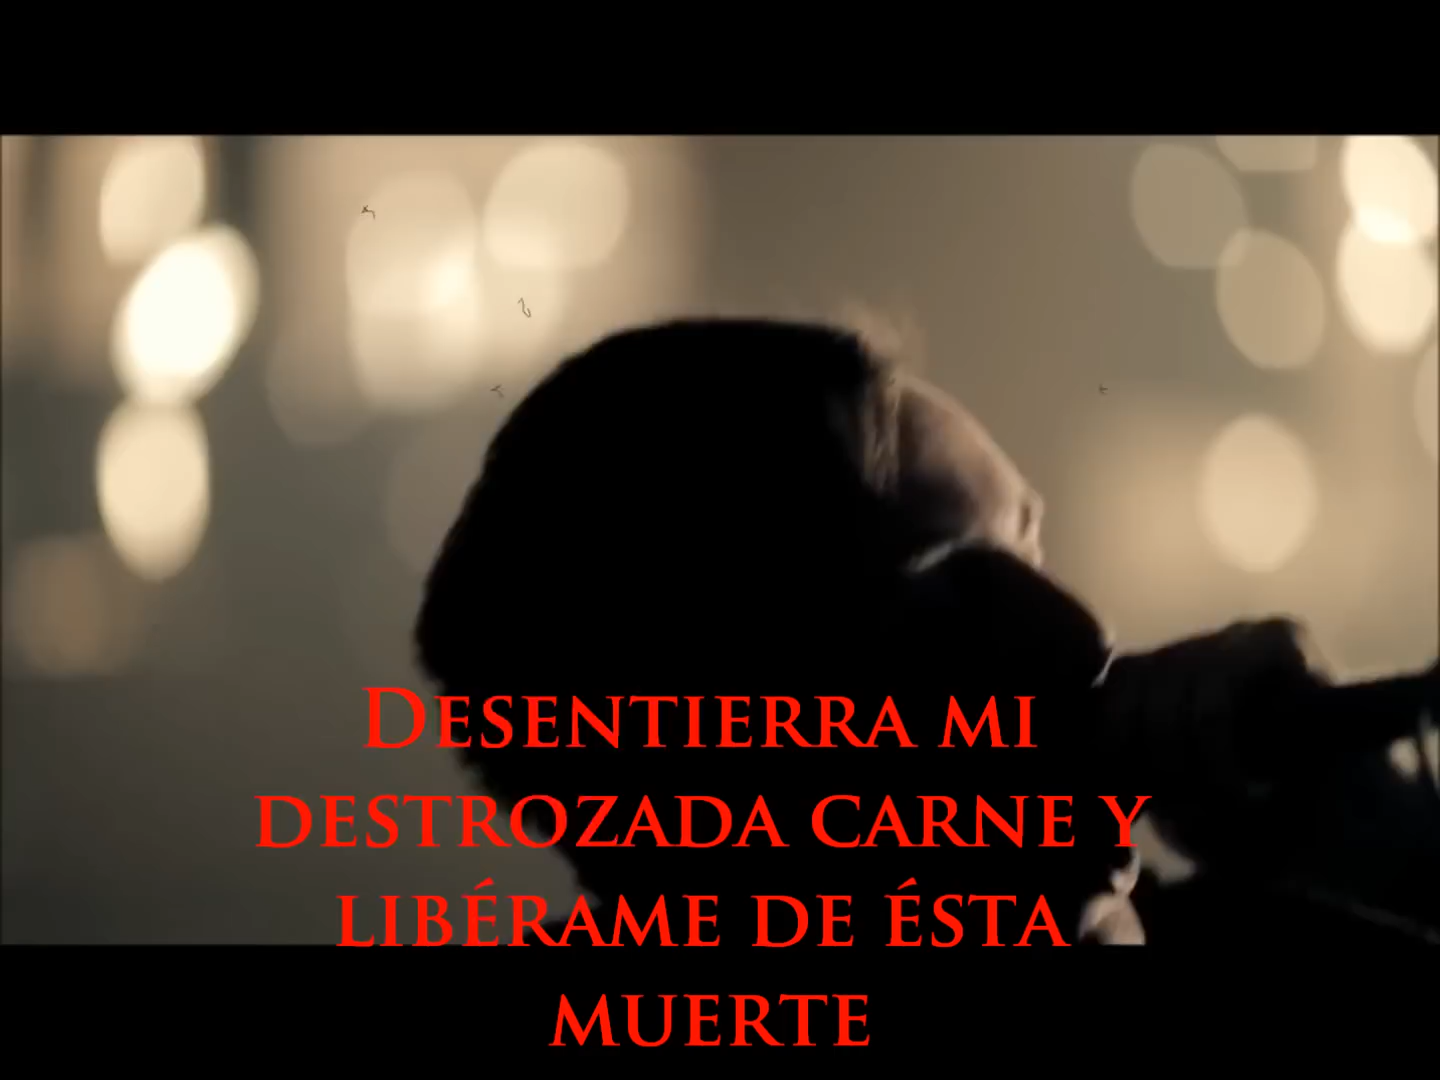 Desentierra mi
destrozada carne y
libérame de ésta
muerte